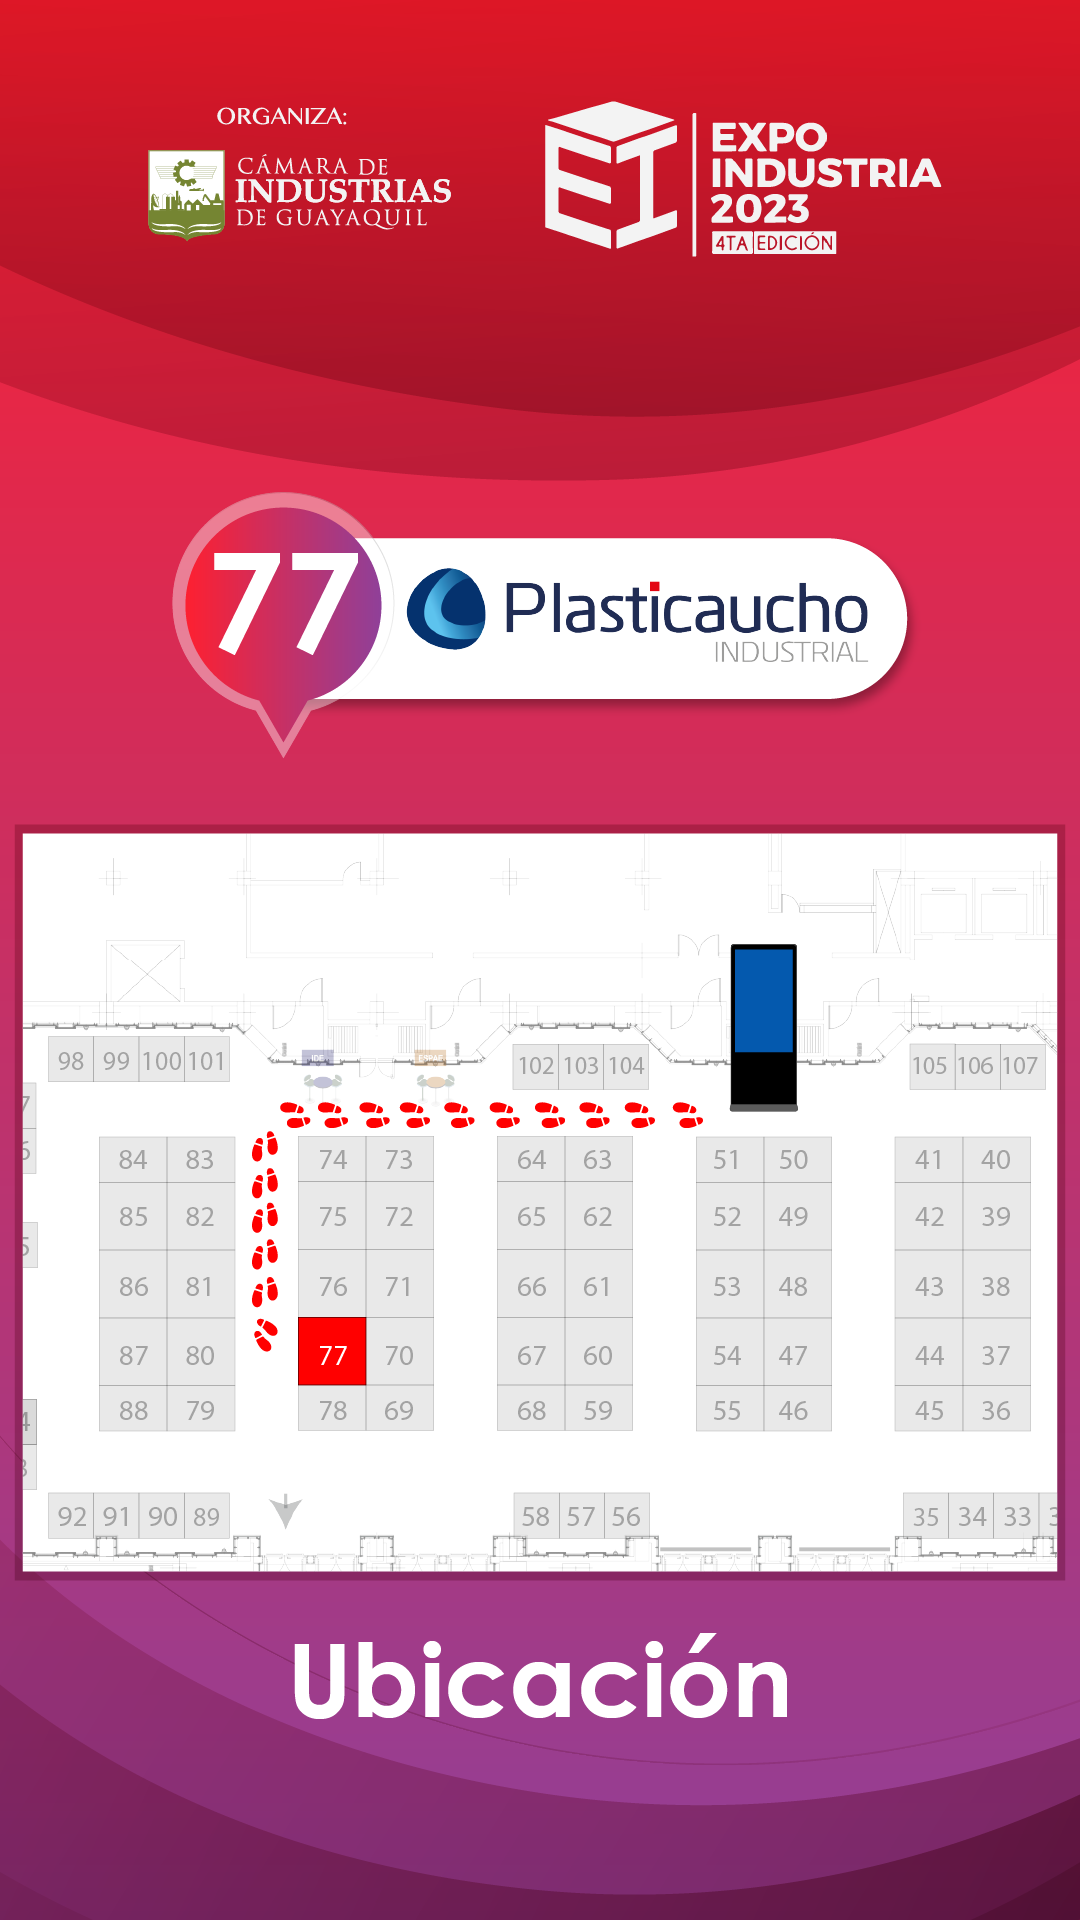 ORGANIZA:
CÁMARA DE
INDUSTRIAS
DE GUAYAQUIL
EXPO
INDUSTRIA
2023
4TA EDICIÓN
77
Plasticaucho
INDUSTRIAL
98 99 100 101
102 103 104
105 106 107
84 83 74 73 64 63 51 50 41 40
85 82 75 72 65 62 52 49 42 39
86 81 76 71 66 61 53 48 43 38
87 80 77 70 67 60 54 47 44 37
88 79 78 69 68 59 55 46 45 36
92 91 90 89 58 57 56 35 34 33
Ubicación